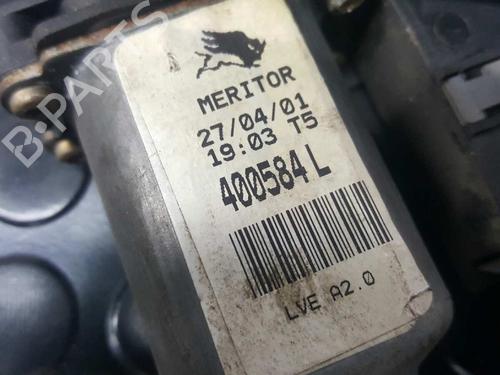 MERITOR
27/04/01
19:03 T5
400584 L
LVE A2.0
B-PARTS